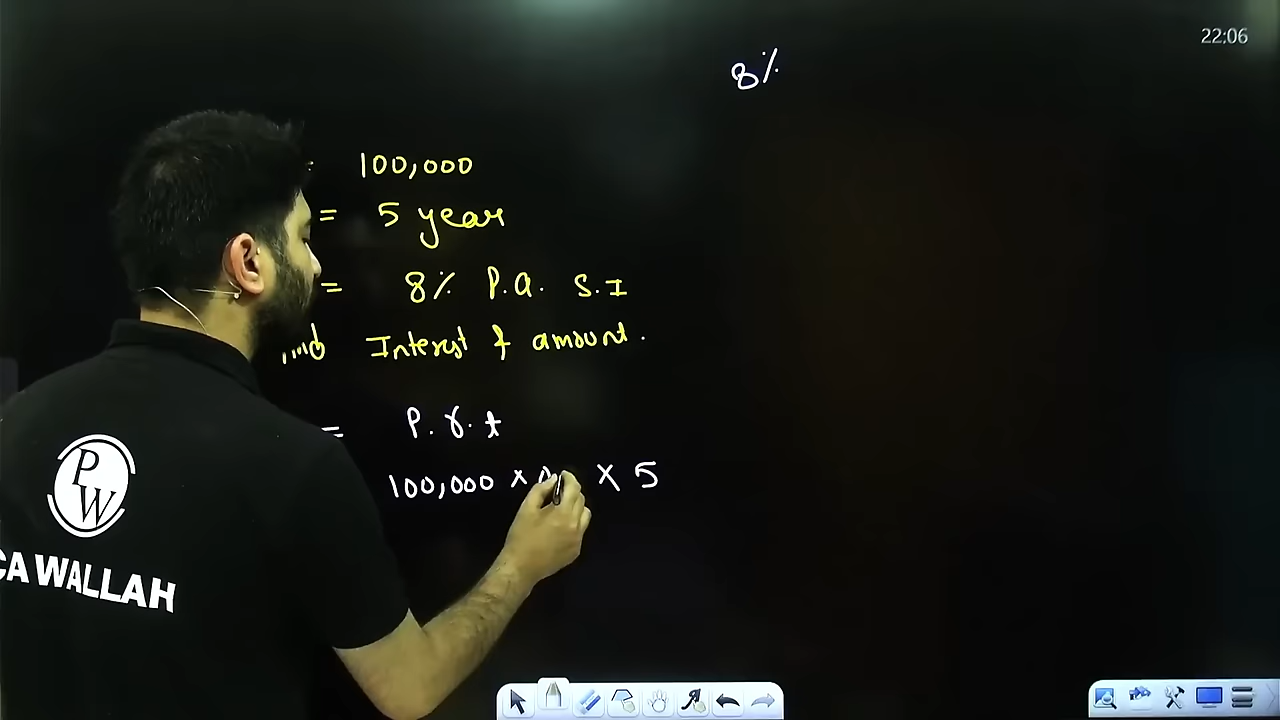 22:06
8%
= 100,000
= 5 year
= 8% P.a. S.I
Interest & amount.
= P.r.t
100,000 × × 5
PW
CA WALLAH